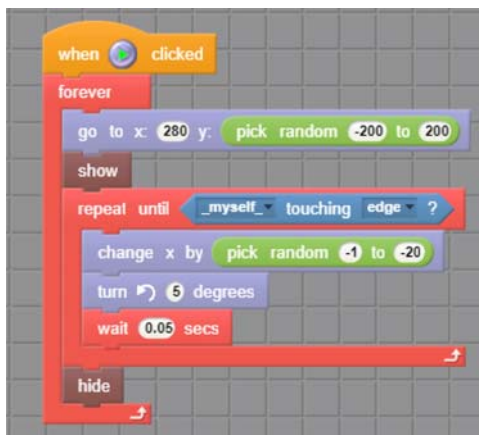 when clicked
forever
go to x: 280 y: pick random -200 to 200
show
repeat until _myself_ touching edge ?
change x by pick random -1 to -20
turn 5 degrees
wait 0.05 secs
hide